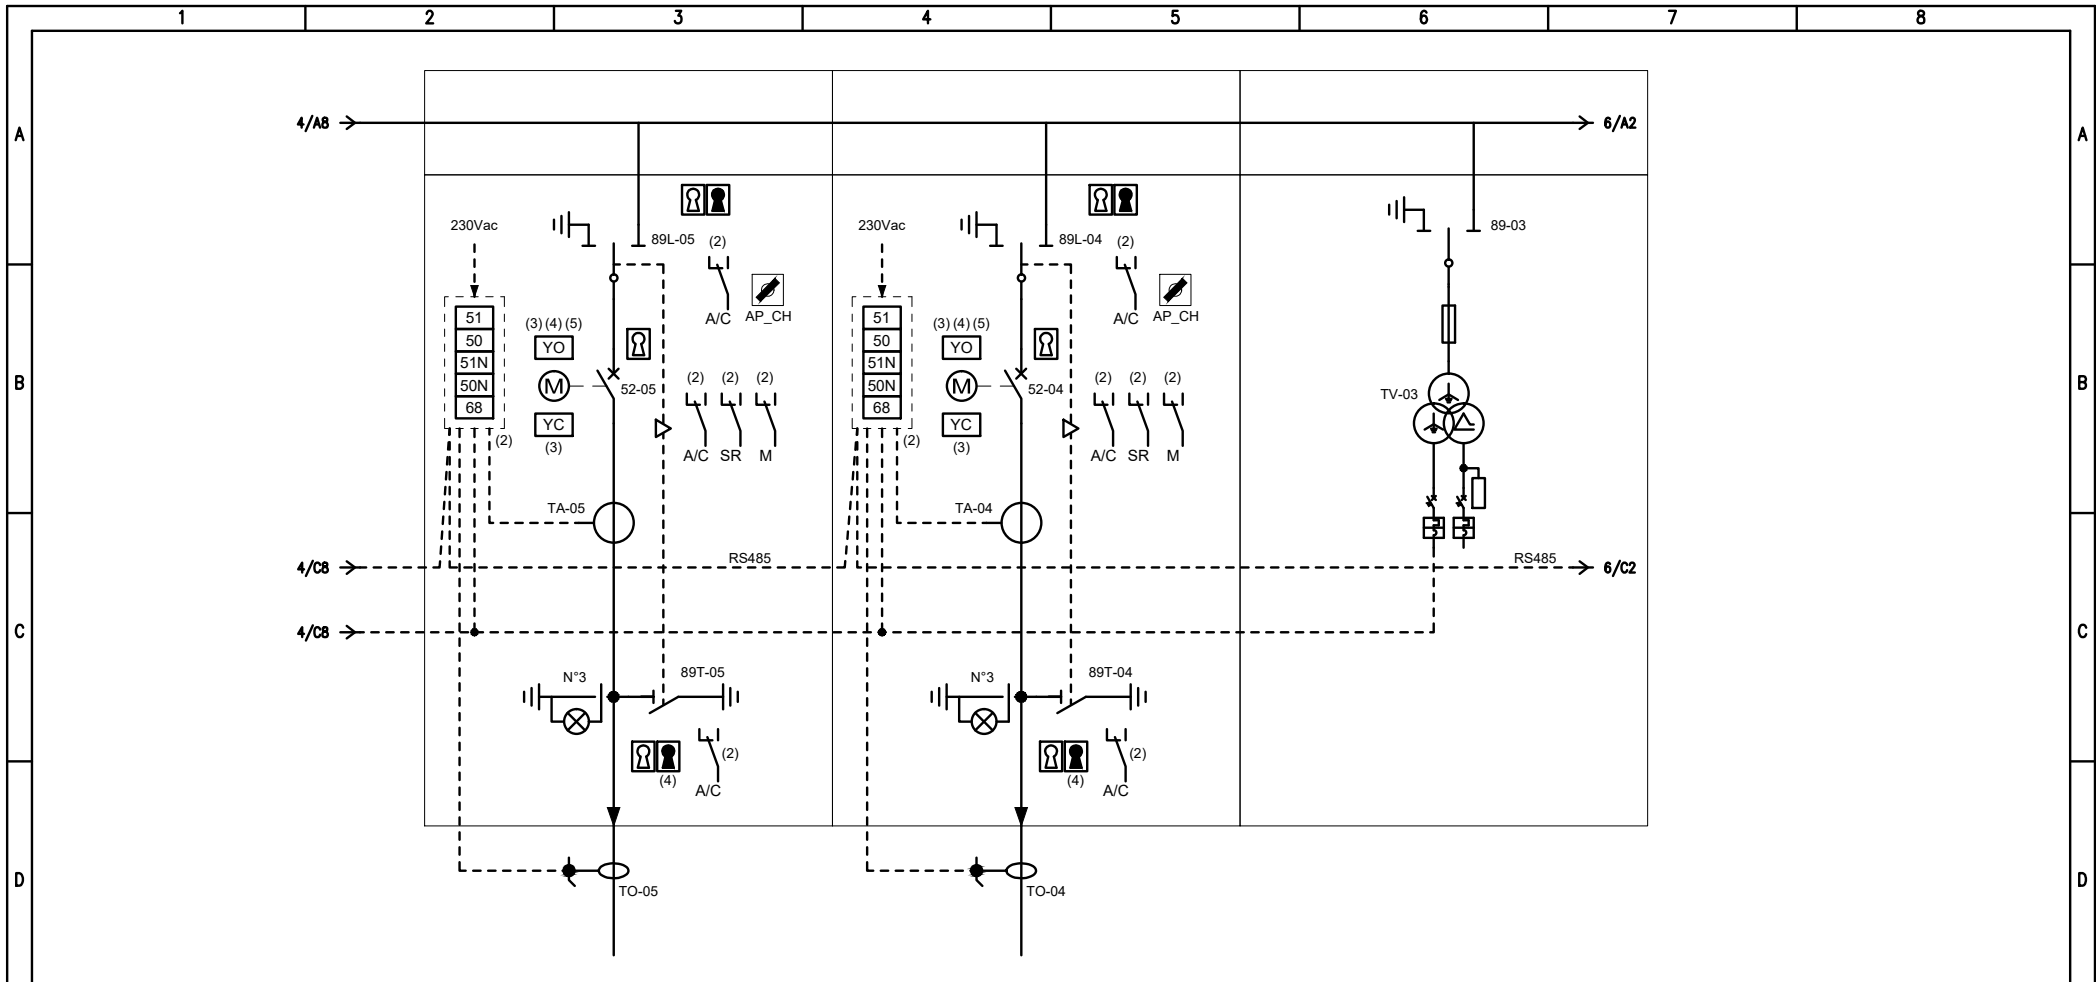 1 2 3 4 5 6 7 8
A A
4/A8 6/A2
230Vac 89L-05 (2) 230Vac 89L-04 (2) 89-03
A/C AP_CH A/C AP_CH
51 (3) (4) (5) 51 (3) (4) (5)
50 YO 50 YO
51N 51N
B 50N M 52-05 (2) (2) (2) 50N M 52-04 (2) (2) (2) TV-03 B
68 YC 68 YC
(2) (3) (2) (3)
A/C SR M A/C SR M
TA-05 TA-04
4/C8 RS485 RS485 6/C2
C 4/C8 C
N°3 89T-05 N°3 89T-04
(2) (2)
(4) A/C (4) A/C
D D
TO-05 TO-04